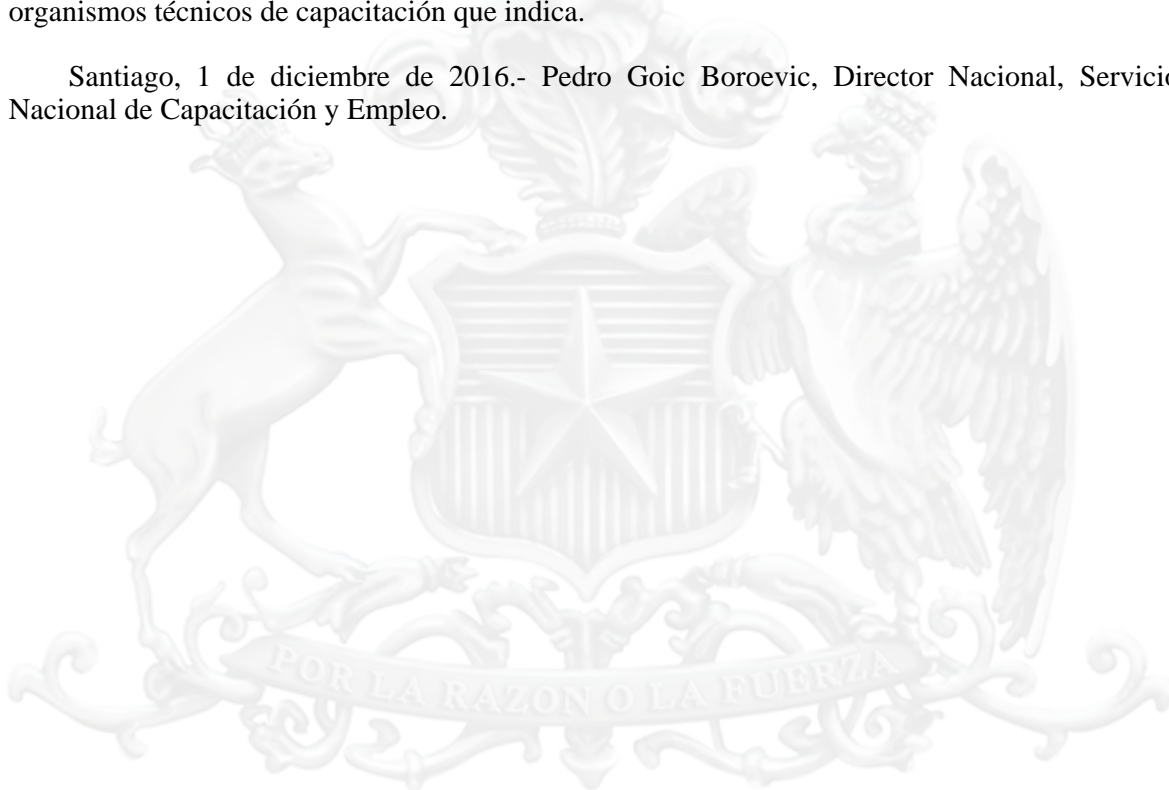 organismos técnicos de capacitación que indica.
Santiago, 1 de diciembre de 2016.- Pedro Goic Boroevic, Director Nacional, Servicio
Nacional de Capacitación y Empleo.
POR LA RAZON O LA FUERZA